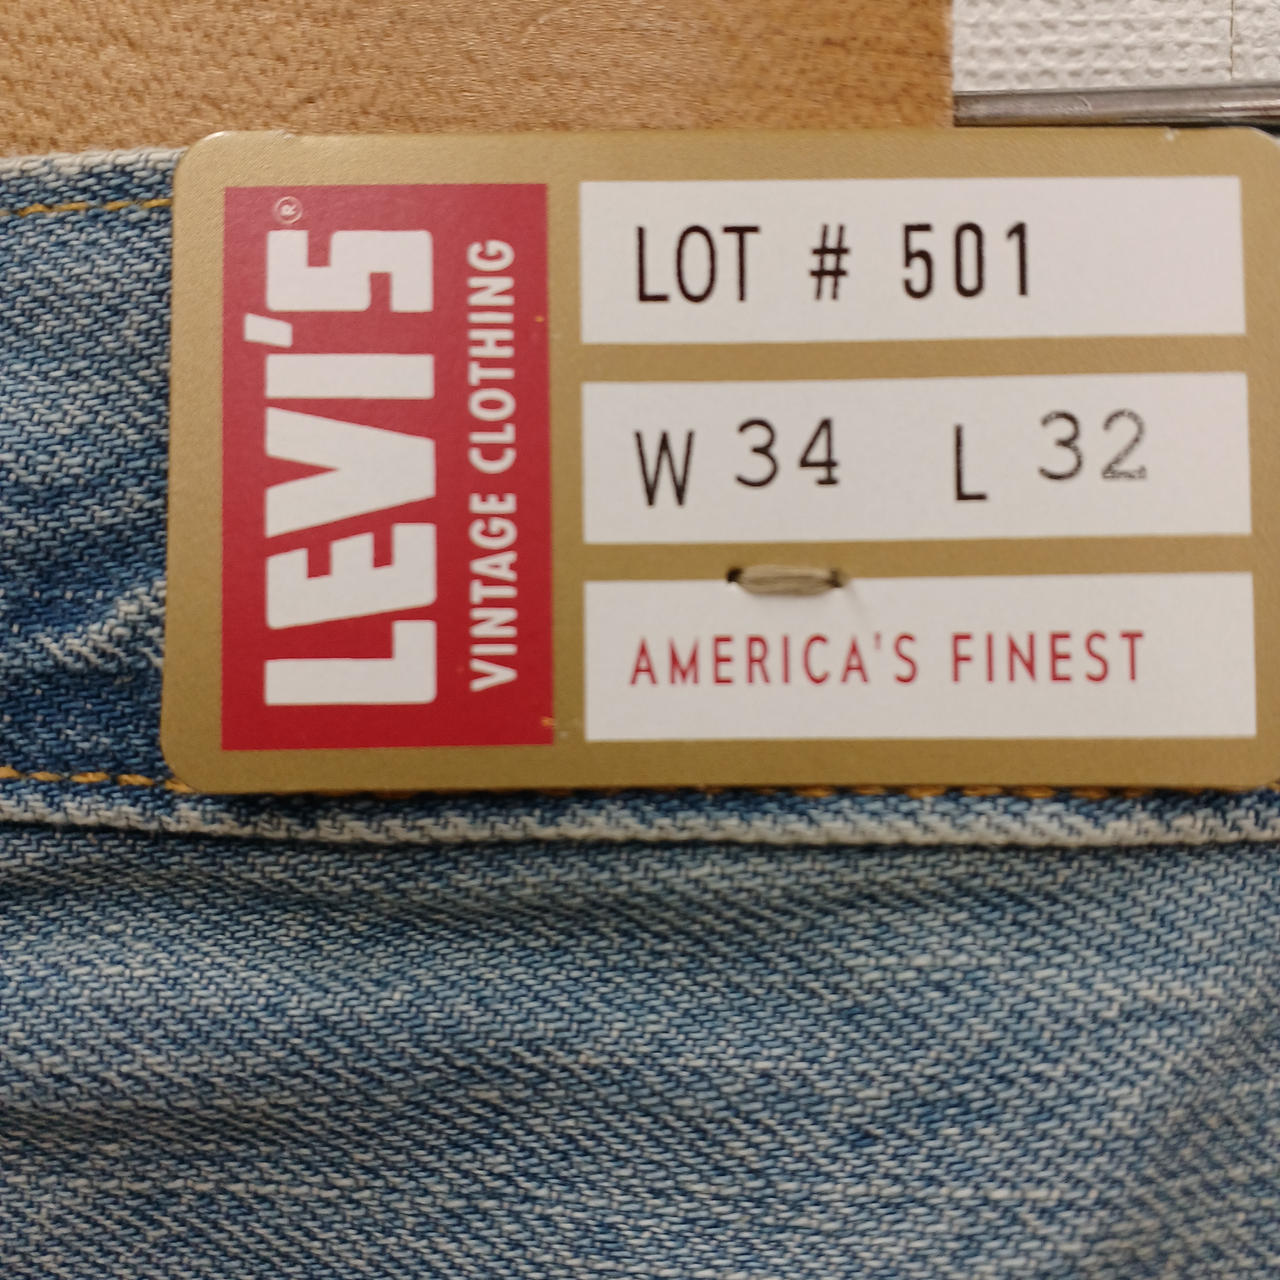 LEVI'S®
VINTAGE CLOTHING
LOT # 501
W 34 L 32
AMERICA'S FINEST